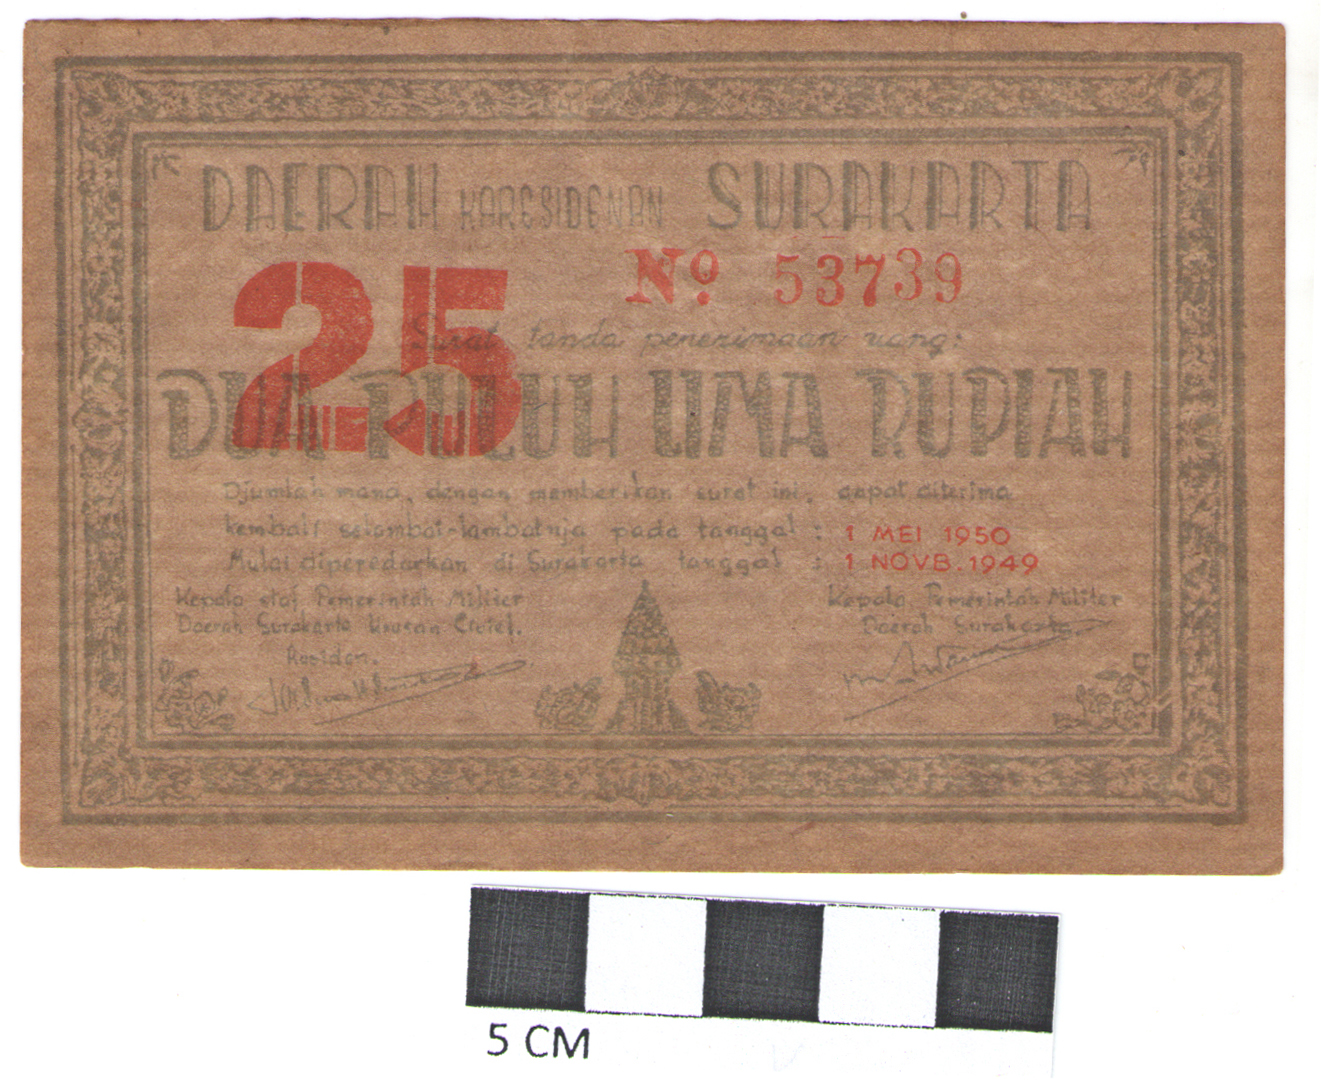 DAERAH KARESIDENAN SURAKARTA
25 No. 53739
Surat tanda penerimaan uang:
DUA PULUH LIMA RUPIAH
Djumlah mana, dengan memberikan surat ini, dapat diterima
kembali selambat-lambatnja pada tanggal : 1 MEI 1950
Mulai diperedarkan di Surakarta tanggal : 1 NOVB. 1949
Kepala staf Pemerintah Militer
Daerah Surakarta Urusan Civiel.
Residen.
Kepala Pemerintah Militer
Daerah Surakarta.
5 CM